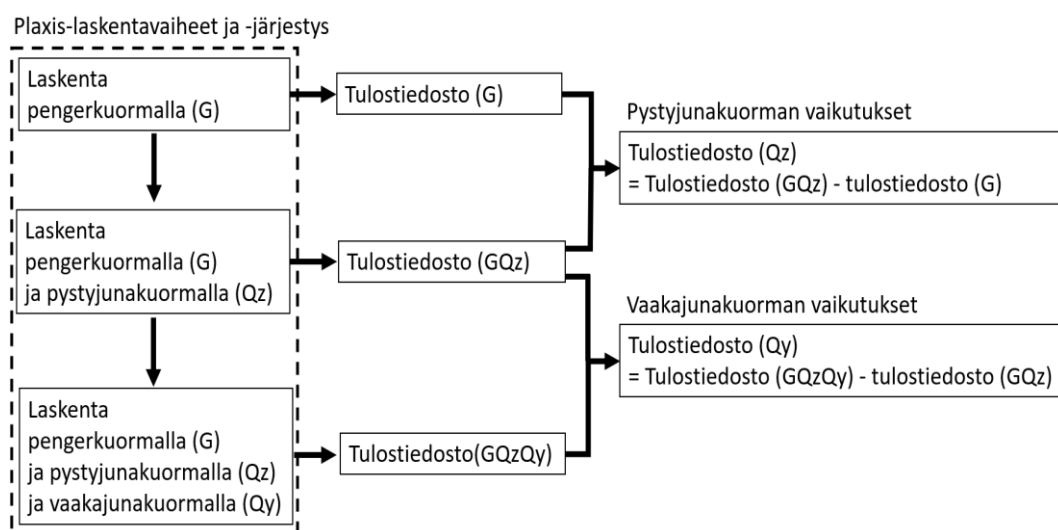 Plaxis-laskentavaiheet ja -järjestys
Laskenta
pengerkuormalla (G)
Tulostiedosto (G)
Pystyjunakuorman vaikutukset
Tulostiedosto (Qz)
= Tulostiedosto (GQz) - tulostiedosto (G)
Laskenta
pengerkuormalla (G)
ja pystyjunakuormalla (Qz)
Tulostiedosto (GQz)
Vaakajunakuorman vaikutukset
Tulostiedosto (Qy)
= Tulostiedosto (GQzQy) - tulostiedosto (GQz)
Laskenta
pengerkuormalla (G)
ja pystyjunakuormalla (Qz)
ja vaakajunakuormalla (Qy)
Tulostiedosto(GQzQy)